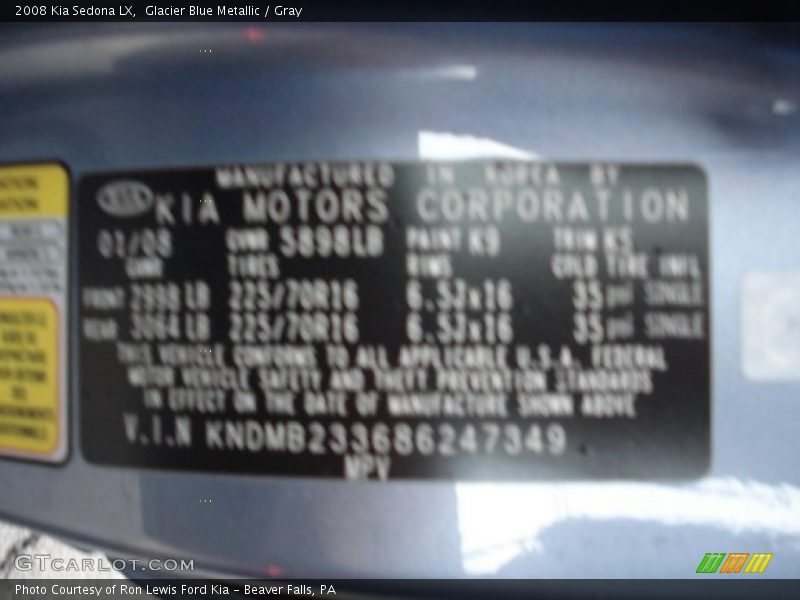 2008 Kia Sedona LX, Glacier Blue Metallic / Gray
MANUFACTURED IN KOREA BY
KIA KIA MOTORS CORPORATION
01/08 GVWR 5898LB PAINT K9 TRIM KS
GAWR TIRES RIMS COLD TIRE INFL
FRONT 2998 LB 225/70R16 6.5Jx16 35 psi SINGLE
REAR 3064 LB 225/70R16 6.5Jx16 35 psi SINGLE
THIS VEHICLE CONFORMS TO ALL APPLICABLE U.S.A. FEDERAL
MOTOR VEHICLE SAFETY AND THEFT PREVENTION STANDARDS
IN EFFECT ON THE DATE OF MANUFACTURE SHOWN ABOVE
V.I.N KNDMB233686247349
MPV
GTCARLOT.COM
Photo Courtesy of Ron Lewis Ford Kia - Beaver Falls, PA